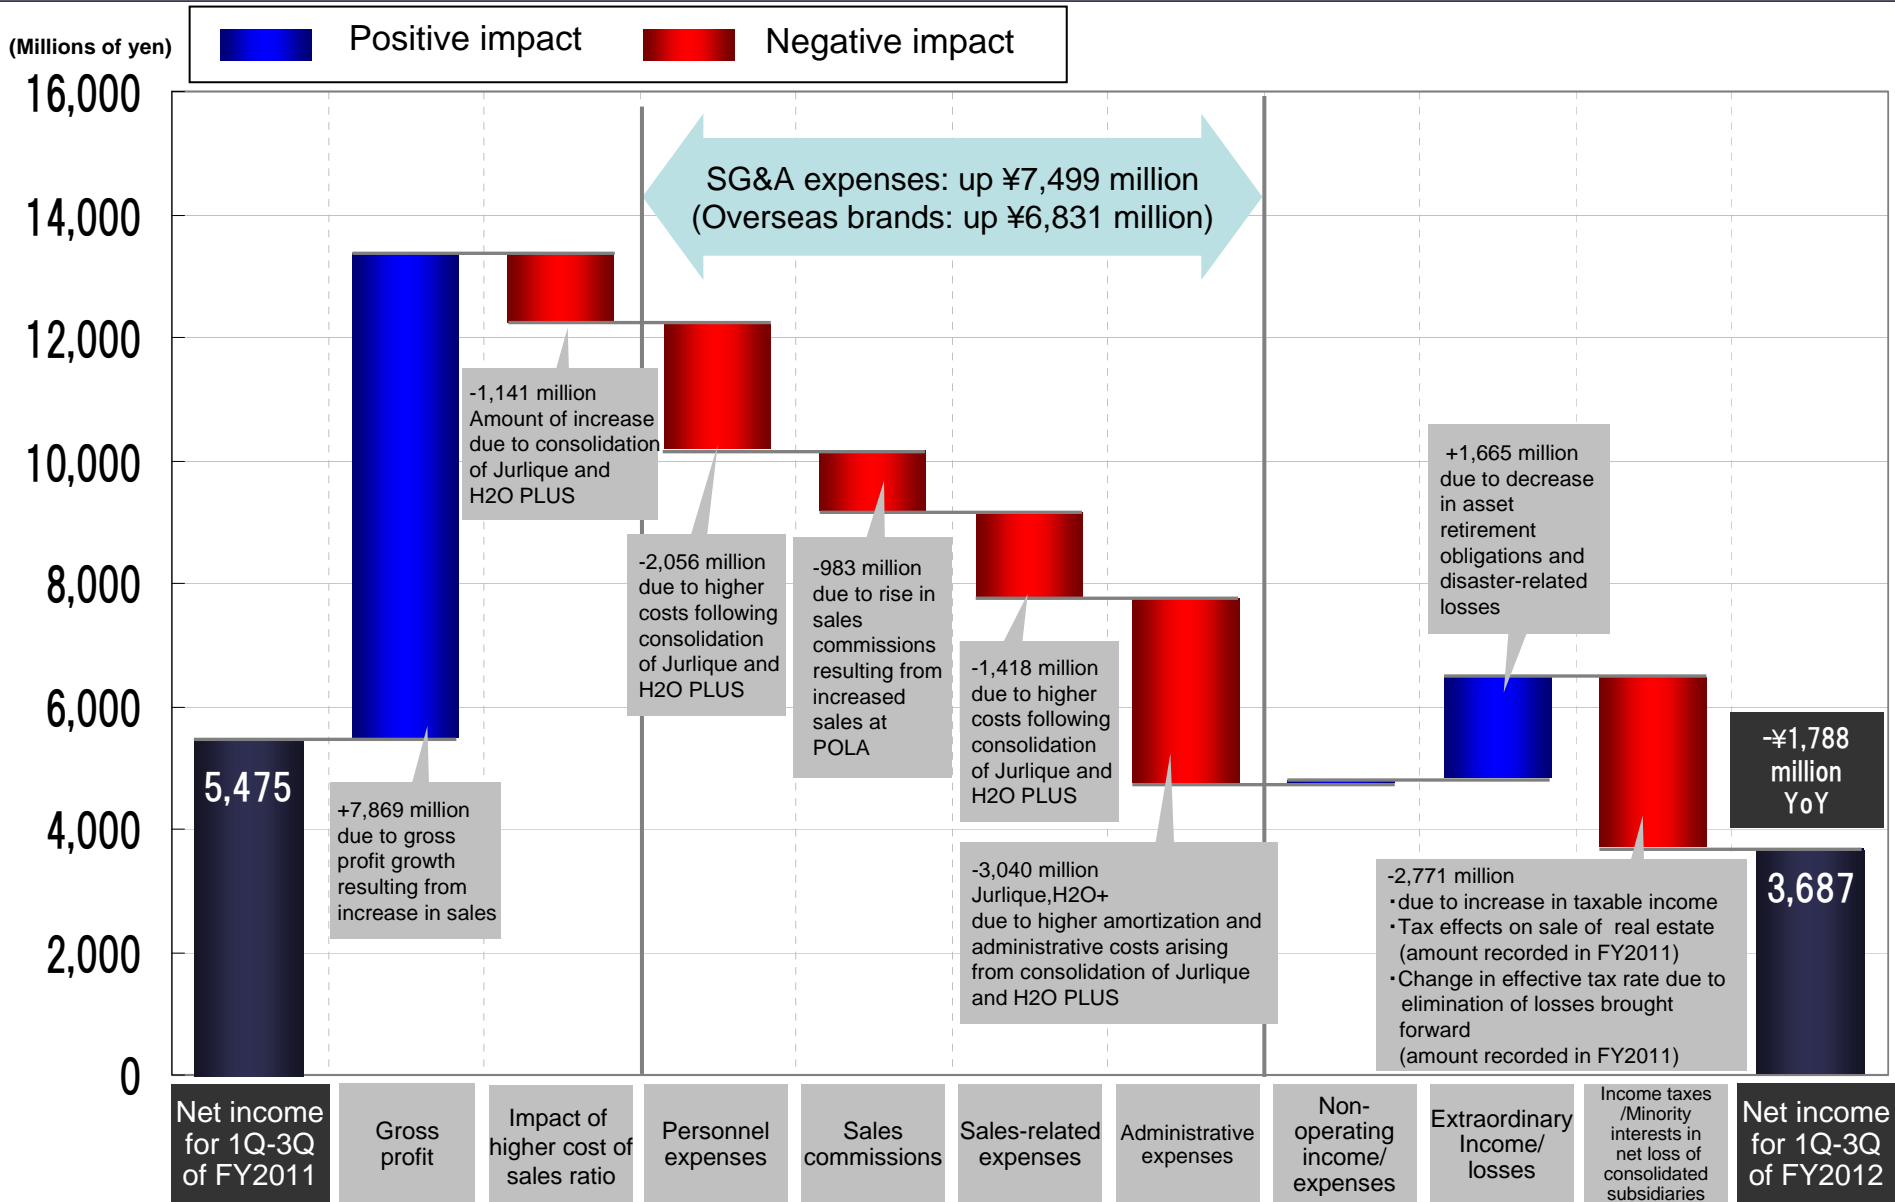 (Millions of yen)
Positive impact
Negative impact
16,000
14,000
12,000
10,000
8,000
6,000
4,000
2,000
0
SG&A expenses: up ¥7,499 million
(Overseas brands: up ¥6,831 million)
5,475
+7,869 million
due to gross
profit growth
resulting from
increase in sales
-1,141 million
Amount of increase
due to consolidation
of Jurlique and
H2O PLUS
-2,056 million
due to higher
costs following
consolidation
of Jurlique and
H2O PLUS
-983 million
due to rise in
sales
commissions
resulting from
increased
sales at
POLA
-1,418 million
due to higher
costs following
consolidation
of Jurlique and
H2O PLUS
-3,040 million
Jurlique,H2O+
due to higher amortization and
administrative costs arising
from consolidation of Jurlique
and H2O PLUS
+1,665 million
due to decrease
in asset
retirement
obligations and
disaster-related
losses
-2,771 million
・due to increase in taxable income
・Tax effects on sale of real estate
(amount recorded in FY2011)
・Change in effective tax rate due to
elimination of losses brought
forward
(amount recorded in FY2011)
-¥1,788
million
YoY
3,687
Net income
for 1Q-3Q
of FY2011
Gross
profit
Impact of
higher cost of
sales ratio
Personnel
expenses
Sales
commissions
Sales-related
expenses
Administrative
expenses
Non-
operating
income/
expenses
Extraordinary
Income/
losses
Income taxes
/Minority
interests in
net loss of
consolidated
subsidiaries
Net income
for 1Q-3Q
of FY2012